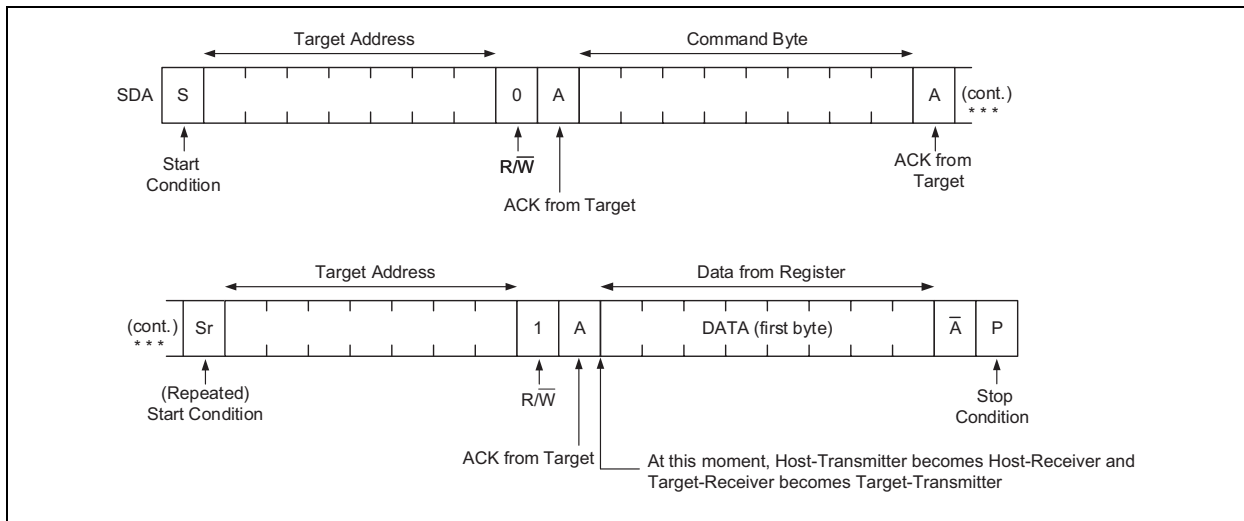 Target Address
Command Byte
SDA S 0 A A (cont.)
* * *
Start
Condition
R/W̅
ACK from Target
ACK from
Target
Target Address
Data from Register
(cont.)
* * *
Sr 1 A DATA (first byte) A̅ P
(Repeated)
Start Condition
R/W̅
Stop
Condition
ACK from Target
At this moment, Host-Transmitter becomes Host-Receiver and
Target-Receiver becomes Target-Transmitter